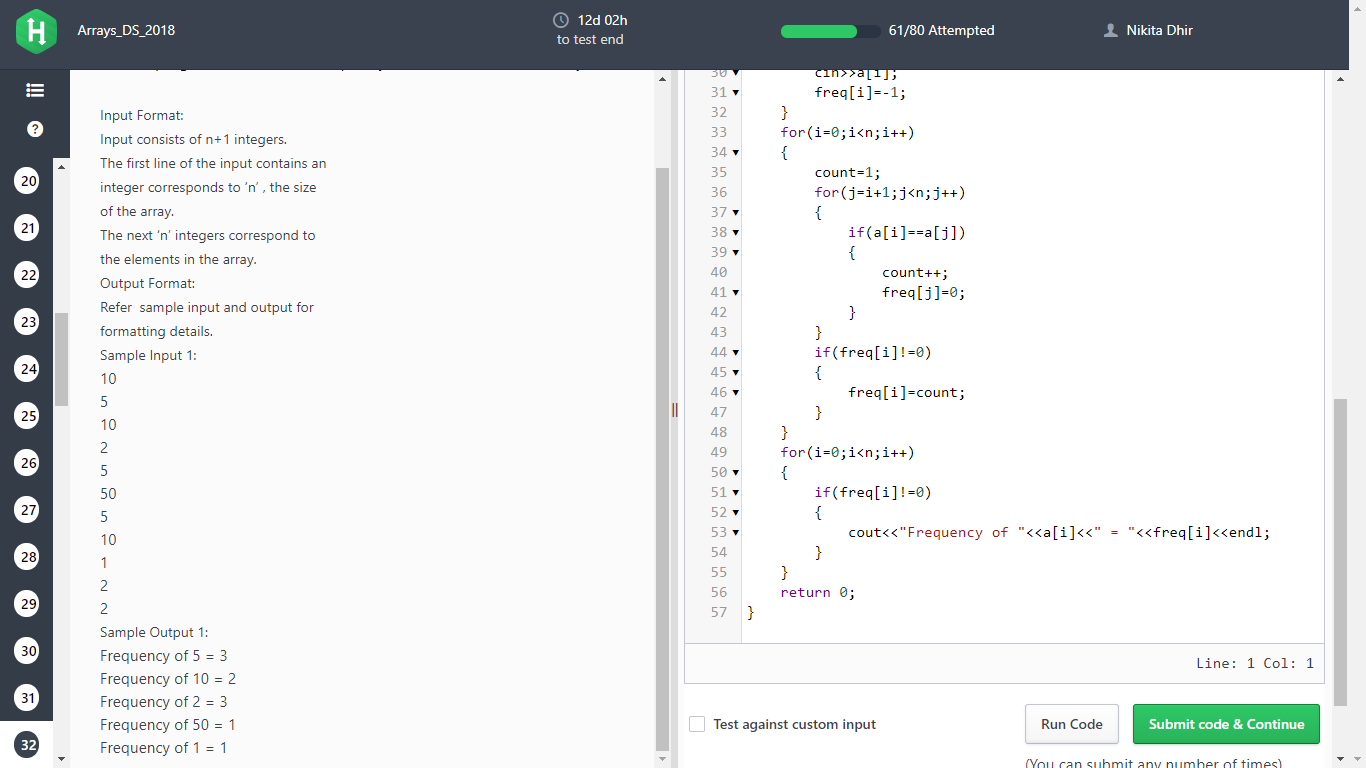 Arrays_DS_2018
12d 02h
to test end
61/80 Attempted
Nikita Dhir
?
20
21
22
23
24
25
26
27
28
29
30
31
32
Input Format:
Input consists of n+1 integers.
The first line of the input contains an
integer corresponds to ‘n’ , the size
of the array.
The next ‘n’ integers correspond to
the elements in the array.
Output Format:
Refer  sample input and output for
formatting details.
Sample Input 1:
10
5
10
2
5
50
5
10
1
2
2
Sample Output 1:
Frequency of 5 = 3
Frequency of 10 = 2
Frequency of 2 = 3
Frequency of 50 = 1
Frequency of 1 = 1
30 cin>>a[i];
31 freq[i]=-1;
32 }
33 for(i=0;i<n;i++)
34 {
35 count=1;
36 for(j=i+1;j<n;j++)
37 {
38 if(a[i]==a[j])
39 {
40 count++;
41 freq[j]=0;
42 }
43 }
44 if(freq[i]!=0)
45 {
46 freq[i]=count;
47 }
48 }
49 for(i=0;i<n;i++)
50 {
51 if(freq[i]!=0)
52 {
53 cout<<"Frequency of "<<a[i]<<" = "<<freq[i]<<endl;
54 }
55 }
56 return 0;
57 }
Line: 1 Col: 1
Test against custom input
Run Code
Submit code & Continue
(You can submit any number of times)